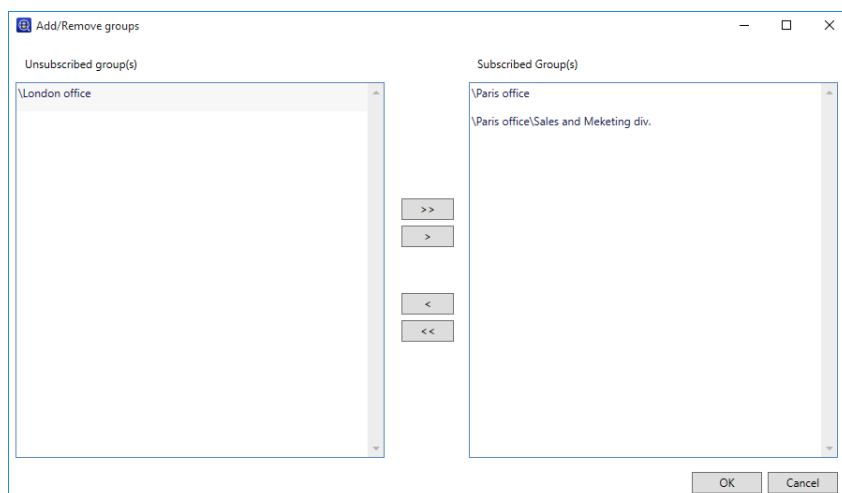 Add/Remove groups
Unsubscribed group(s)
Subscribed Group(s)
\London office
\Paris office
\Paris office\Sales and Meketing div.
>>
>
<
<<
OK
Cancel